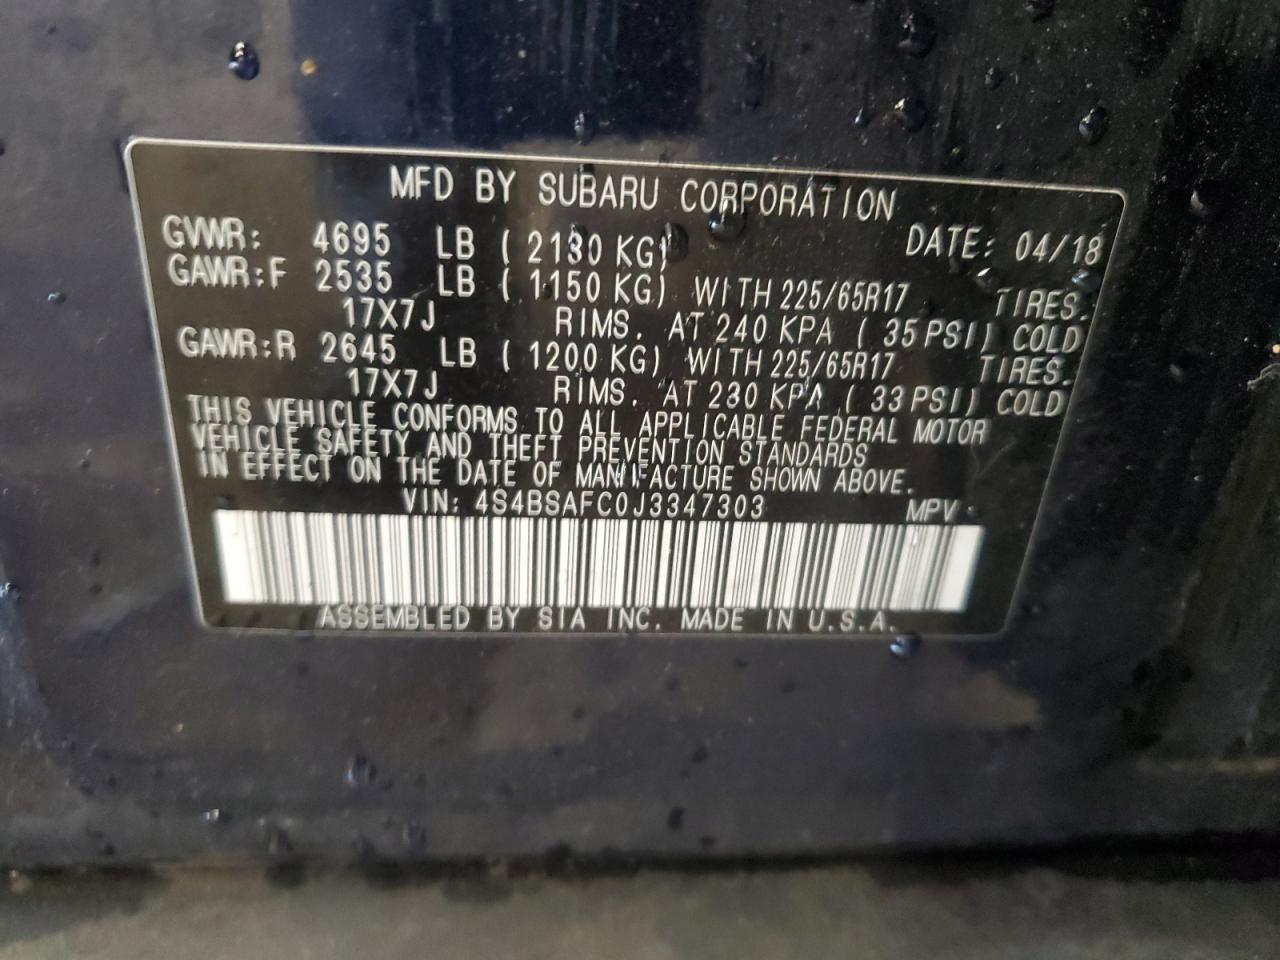 MFD BY SUBARU CORPORATION
GVWR: 4695 LB ( 2130 KG) DATE: 04/18
GAWR:F 2535 LB ( 1150 KG) WITH 225/65R17 TIRES.
17X7J RIMS. AT 240 KPA ( 35 PSI) COLD
GAWR:R 2645 LB ( 1200 KG) WITH 225/65R17 TIRES.
17X7J RIMS. AT 230 KPA ( 33 PSI) COLD
THIS VEHICLE CONFORMS TO ALL APPLICABLE FEDERAL MOTOR
VEHICLE SAFETY AND THEFT PREVENTION STANDARDS
IN EFFECT ON THE DATE OF MANUFACTURE SHOWN ABOVE.
VIN: 4S4BSAFC0J3347303 MPV
ASSEMBLED BY SIA INC. MADE IN U.S.A.